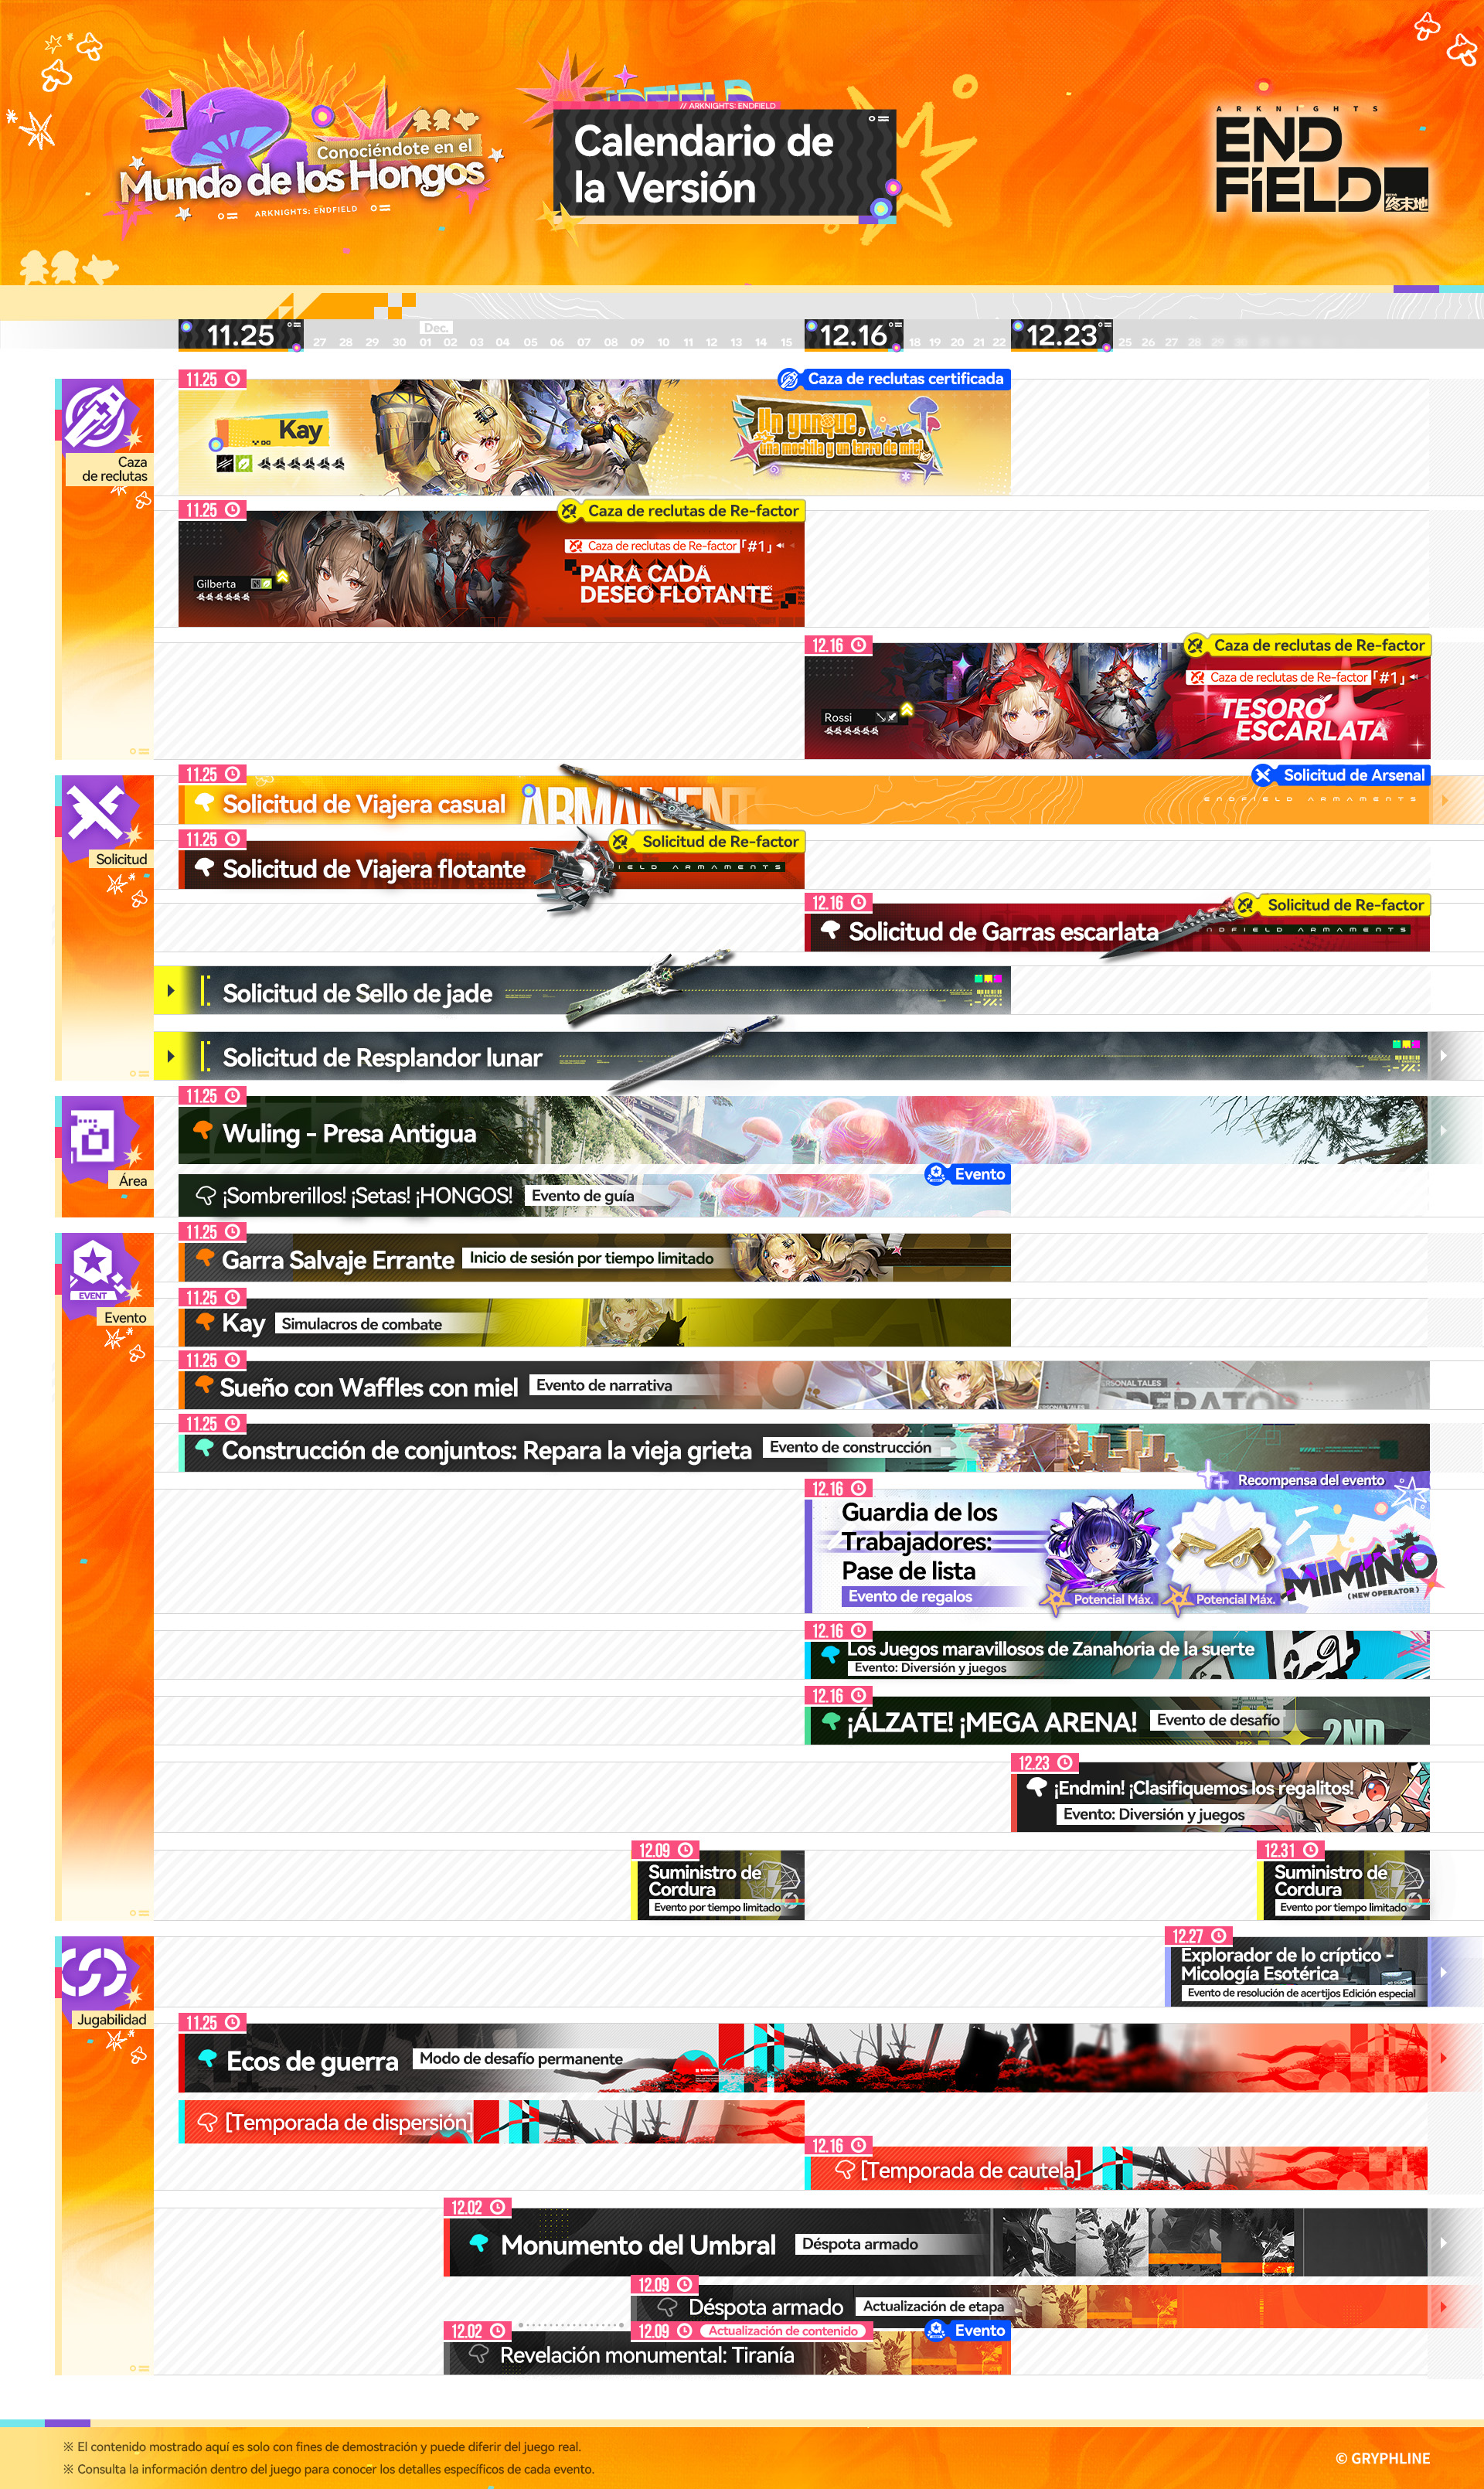 Conociéndote en el
Mundo de los Hongos
ARKNIGHTS: ENDFIELD
// ARKNIGHTS: ENDFIELD
Calendario de
la Versión
ARKNIGHTS
END
FiELD
终末地
11.25
27 28 29 30
Dec.
01 02 03 04 05 06 07 08 09 10 11 12 13 14 15
12.16
18 19 20 21 22
12.23
25 26 27 28 29
Caza
de reclutas
11.25
Caza de reclutas certificada
Kay
Un yunque,
una mochila y un tarro de miel
11.25
Caza de reclutas de Re-factor
Caza de reclutas de Re-factor「#1」
Gilberta
PARA CADA
DESEO FLOTANTE
12.16
Caza de reclutas de Re-factor
Caza de reclutas de Re-factor「#1」
Rossi
TESORO
ESCARLATA
Solicitud
11.25
Solicitud de Arsenal
Solicitud de Viajera casual
ARMAMENT
ENDFIELD ARMAMENTS
11.25
Solicitud de Re-factor
Solicitud de Viajera flotante
FIELD ARMAMENTS
12.16
Solicitud de Re-factor
Solicitud de Garras escarlata
NDFIELD ARMAMENTS
Solicitud de Sello de jade
Solicitud de Resplandor lunar
Área
11.25
Wuling - Presa Antigua
Evento
¡Sombrerillos! ¡Setas! ¡HONGOS!
Evento de guía
EVENT
Evento
11.25
Garra Salvaje Errante
Inicio de sesión por tiempo limitado
11.25
Kay
Simulacros de combate
11.25
Sueño con Waffles con miel
Evento de narrativa
RSONAL TALES
PERATOR
11.25
Construcción de conjuntos: Repara la vieja grieta
Evento de construcción
12.16
Recompensa del evento
Guardia de los
Trabajadores:
Pase de lista
Evento de regalos
Potencial Máx.
Potencial Máx.
MIMINO
(NEW OPERATOR)
12.16
Los Juegos maravillosos de Zanahoria de la suerte
Evento: Diversión y juegos
12.16
¡ÁLZATE! ¡MEGA ARENA!
Evento de desafío
2ND
12.23
¡Endmin! ¡Clasifiquemos los regalitos!
Evento: Diversión y juegos
12.09
Suministro de
Cordura
Evento por tiempo limitado
12.31
Suministro de
Cordura
Evento por tiempo limitado
Jugabilidad
12.27
Explorador de lo críptico -
Micología Esotérica
Evento de resolución de acertijos Edición especial
11.25
Ecos de guerra
Modo de desafío permanente
[Temporada de dispersión]
12.16
[Temporada de cautela]
12.02
Monumento del Umbral
Déspota armado
12.09
Déspota armado
Actualización de etapa
12.02
12.09
Actualización de contenido
Evento
Revelación monumental: Tiranía
※ El contenido mostrado aquí es solo con fines de demostración y puede diferir del juego real.
※ Consulta la información dentro del juego para conocer los detalles específicos de cada evento.
© GRYPHLINE